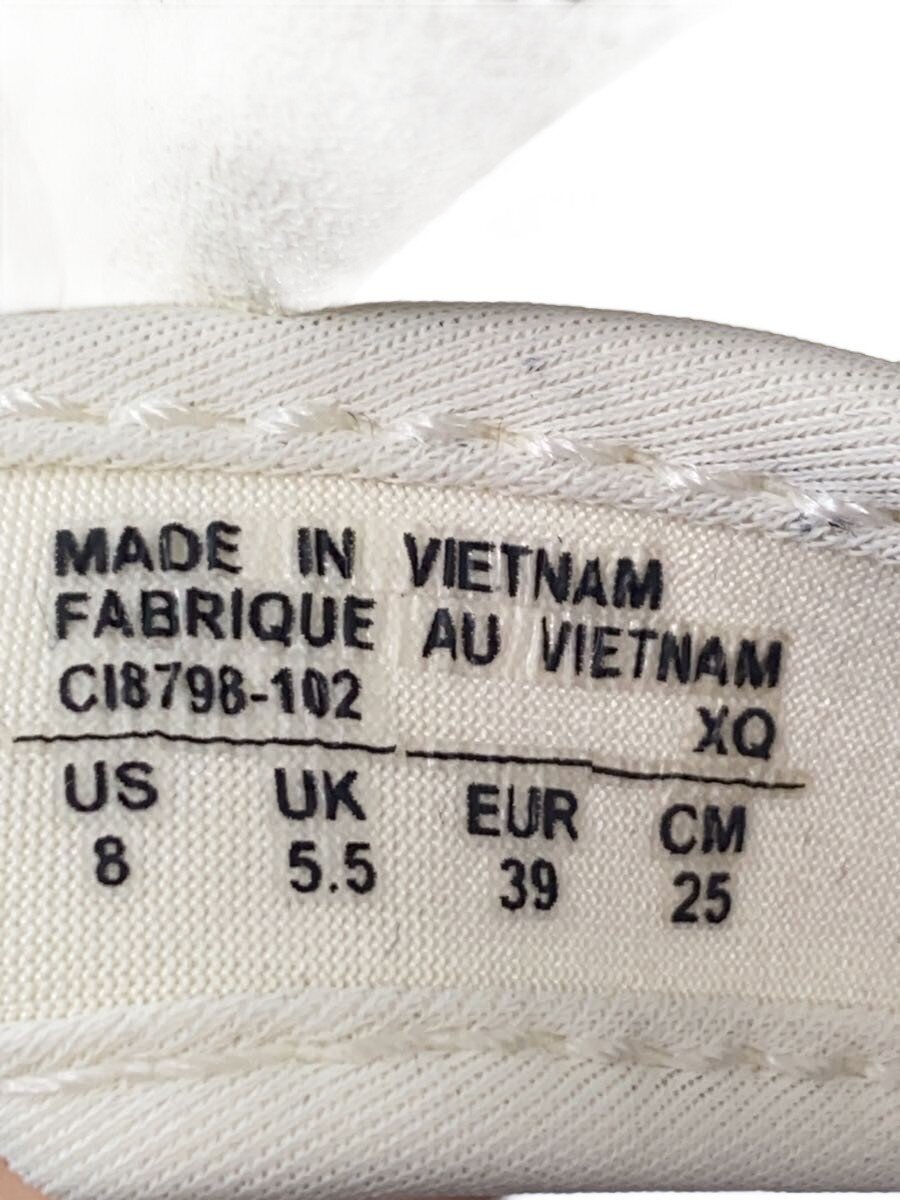 MADE IN VIETNAM
FABRIQUE AU VIETNAM
CI8798-102 XQ
US UK EUR CM
8 5.5 39 25